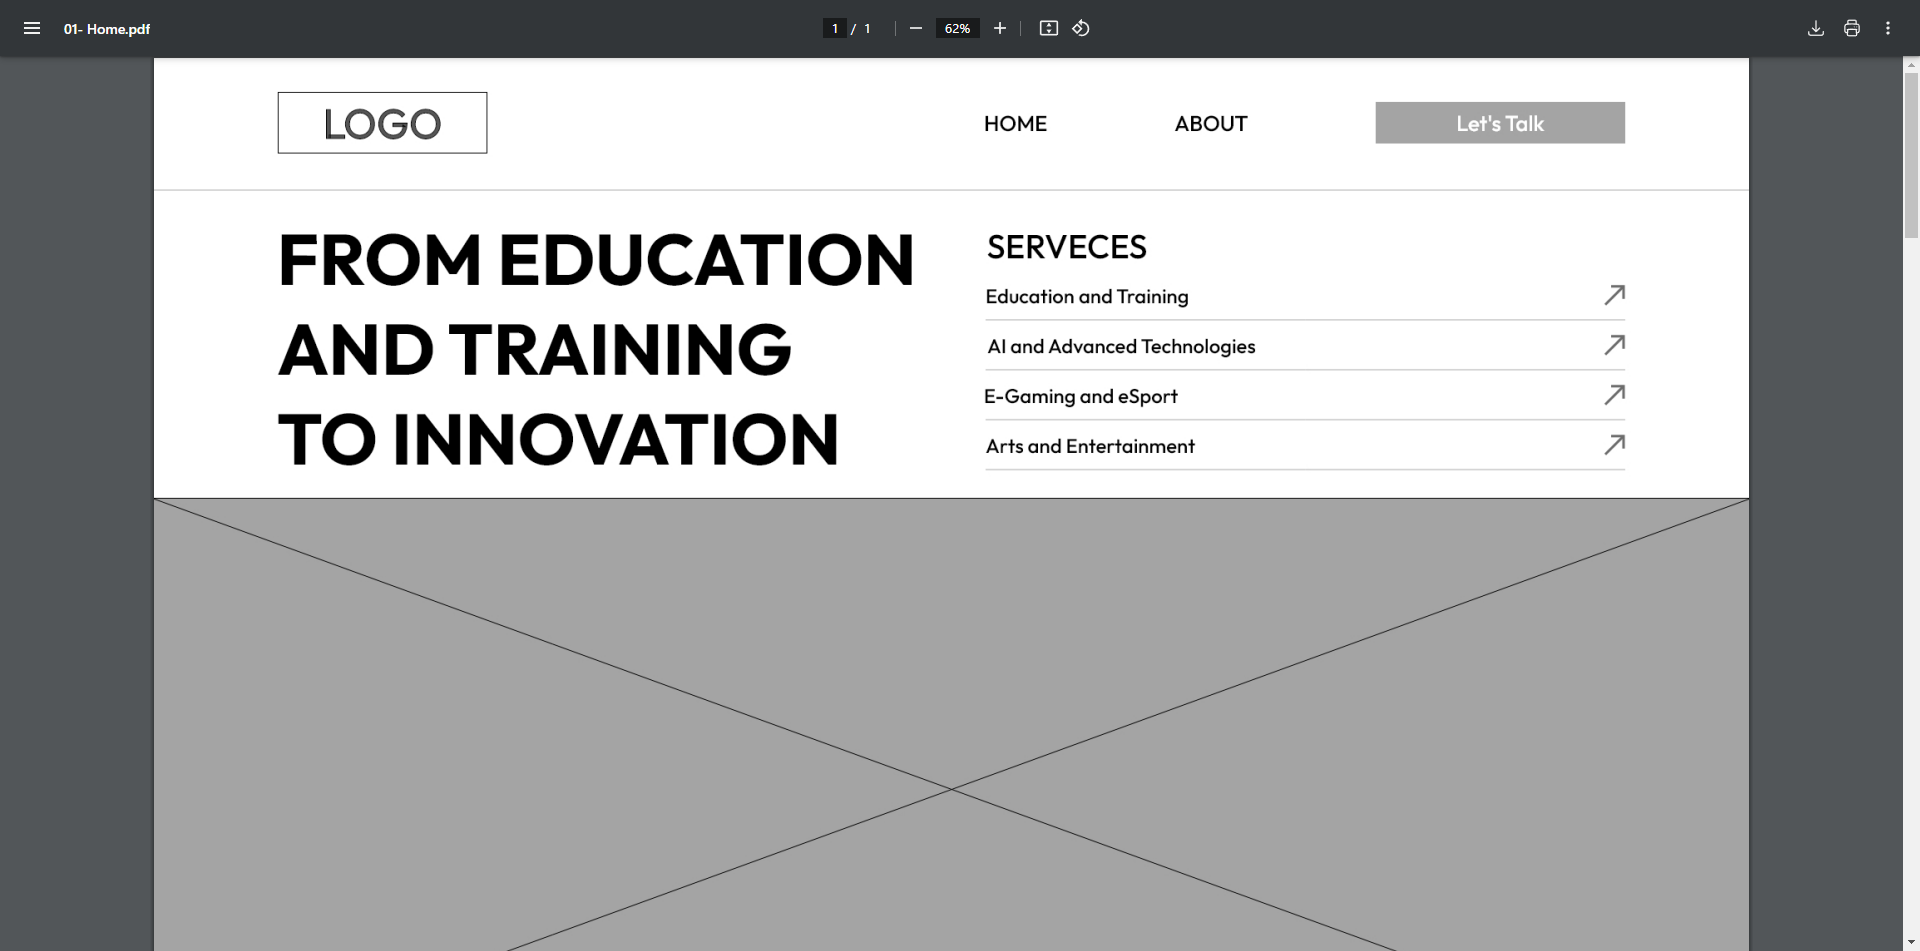 01- Home.pdf
1 / 1
62%
LOGO
HOME
ABOUT
Let's Talk
FROM EDUCATION
AND TRAINING
TO INNOVATION
SERVECES
Education and Training
AI and Advanced Technologies
E-Gaming and eSport
Arts and Entertainment